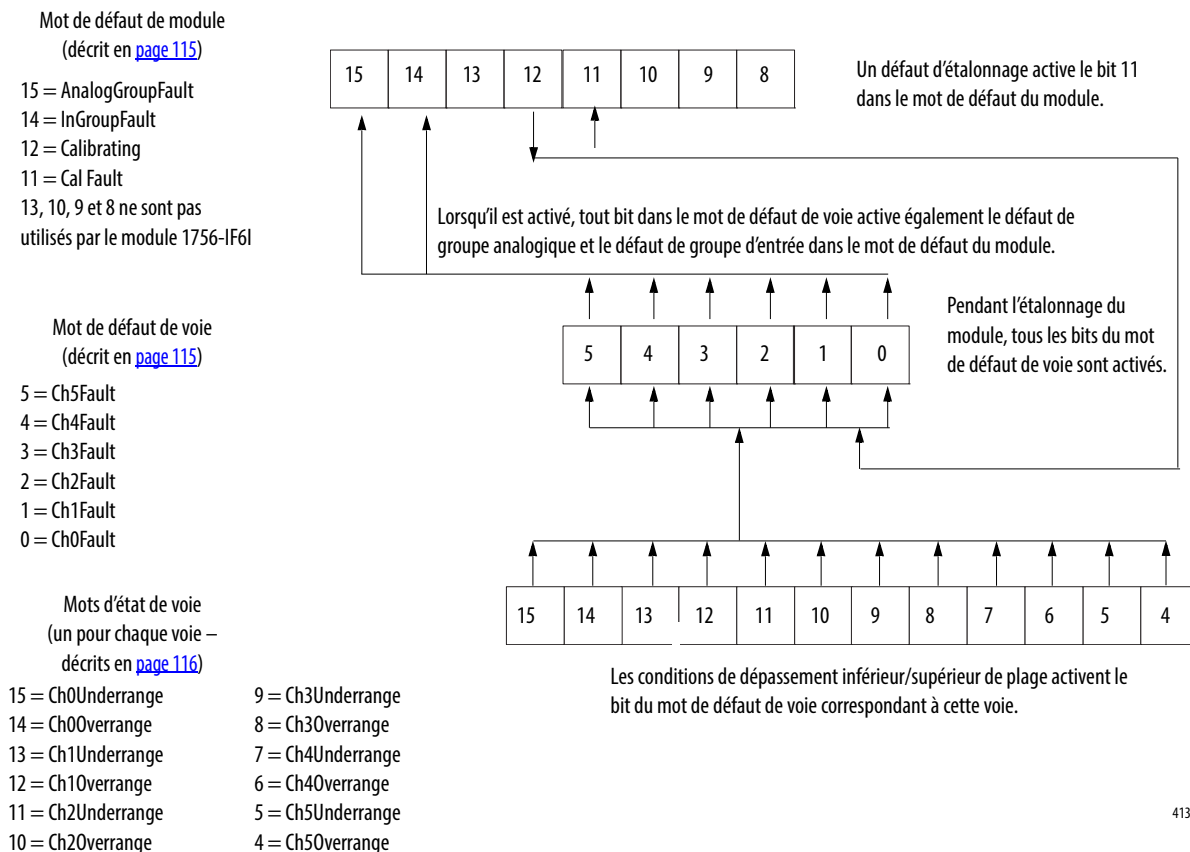 Mot de défaut de module
(décrit en page 115)
15 = AnalogGroupFault
14 = InGroupFault
12 = Calibrating
11 = Cal Fault
13, 10, 9 et 8 ne sont pas
utilisés par le module 1756-IF6I
15 14 13 12 11 10 9 8
Un défaut d'étalonnage active le bit 11
dans le mot de défaut du module.
Lorsqu'il est activé, tout bit dans le mot de défaut de voie active également le défaut de
groupe analogique et le défaut de groupe d'entrée dans le mot de défaut du module.
Mot de défaut de voie
(décrit en page 115)
5 = Ch5Fault
4 = Ch4Fault
3 = Ch3Fault
2 = Ch2Fault
1 = Ch1Fault
0 = Ch0Fault
5 4 3 2 1 0
Pendant l'étalonnage du
module, tous les bits du mot
de défaut de voie sont activés.
Mots d'état de voie
(un pour chaque voie –
décrits en page 116)
15 = Ch0Underrange
14 = Ch0Overrange
13 = Ch1Underrange
12 = Ch1Overrange
11 = Ch2Underrange
10 = Ch2Overrange
9 = Ch3Underrange
8 = Ch3Overrange
7 = Ch4Underrange
6 = Ch4Overrange
5 = Ch5Underrange
4 = Ch5Overrange
15 14 13 12 11 10 9 8 7 6 5 4
Les conditions de dépassement inférieur/supérieur de plage activent le
bit du mot de défaut de voie correspondant à cette voie.
413